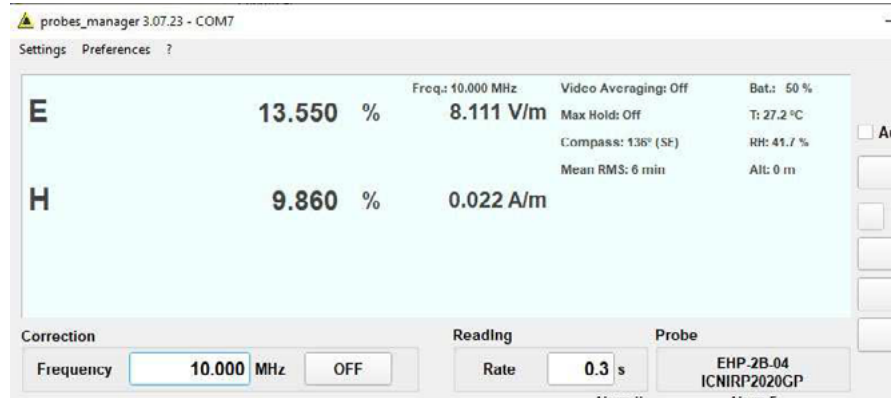 probes_manager 3.07.23 - COM7
Settings Preferences ?
E 13.550 % Freq.: 10.000 MHz 8.111 V/m
Video Averaging: Off Bat.: 50 %
Max Hold: Off T: 27.2 ºC
Compass: 136° (SE) RH: 41.7 %
Mean RMS: 6 min Alt: 0 m
H 9.860 % 0.022 A/m
Correction Reading Probe
Frequency 10.000 MHz OFF Rate 0.3 s EHP-2B-04
ICNIRP2020GP